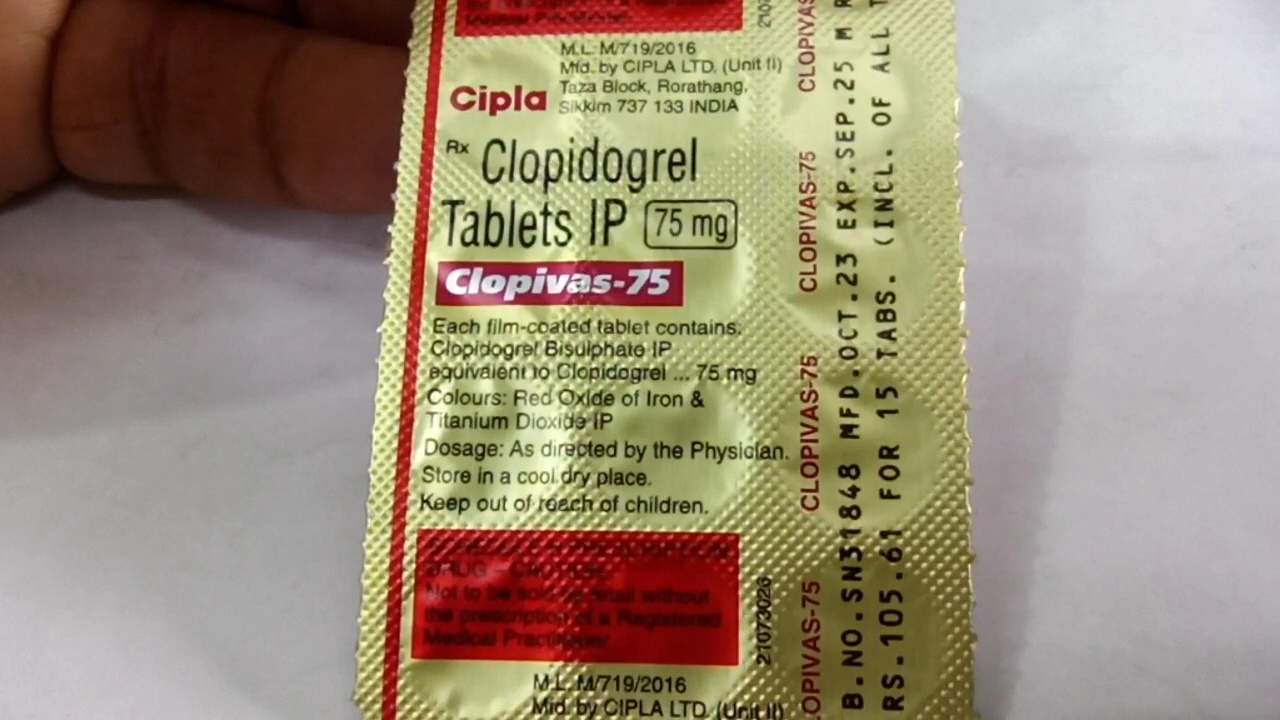 Medical Practitioner
M.L. M/719/2016
Mfd. by CIPLA LTD. (Unit II)
Taza Block, Rorathang,
Sikkim 737 133 INDIA
Cipla
Rx Clopidogrel
Tablets IP 75 mg
Clopivas-75
Each film-coated tablet contains:
Clopidogrel Bisulphate IP
equivalent to Clopidogrel ... 75 mg
Colours: Red Oxide of Iron &
Titanium Dioxide IP
Dosage: As directed by the Physician.
Store in a cool dry place.
Keep out of reach of children.
DRUG – CAUTION
Not to be sold by retail without
the prescription of a Registered
Medical Practitioner
M.L. M/719/2016
Mfd. by CIPLA LTD. (Unit II)
21073026
CLOPIVAS-75
CLOPIVAS-75
CLOPIVAS-75
CLOPIVAS-75
B.NO.SN31848 MFD.OCT.23 EXP.SEP.25 M
RS.105.61 FOR 15 TABS. (INCL. OF ALL